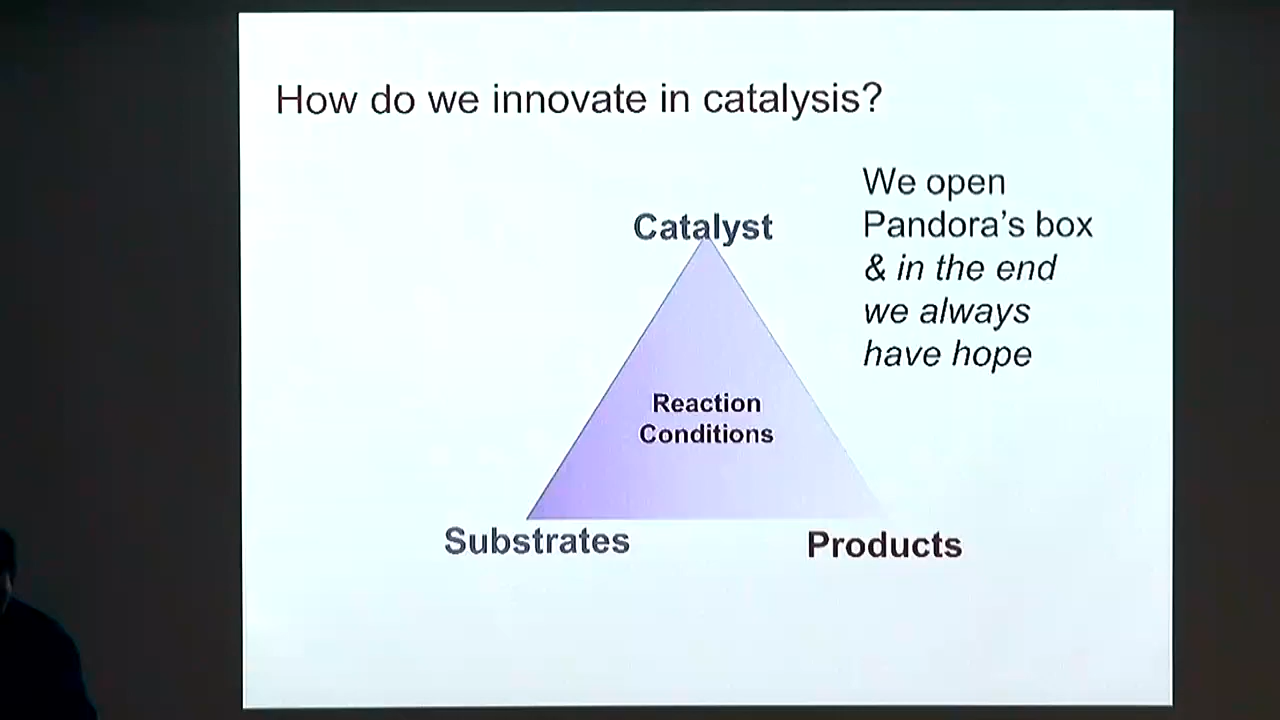 How do we innovate in catalysis?
We open
Pandora's box
& in the end
we always
have hope
Catalyst
Reaction
Conditions
Substrates
Products